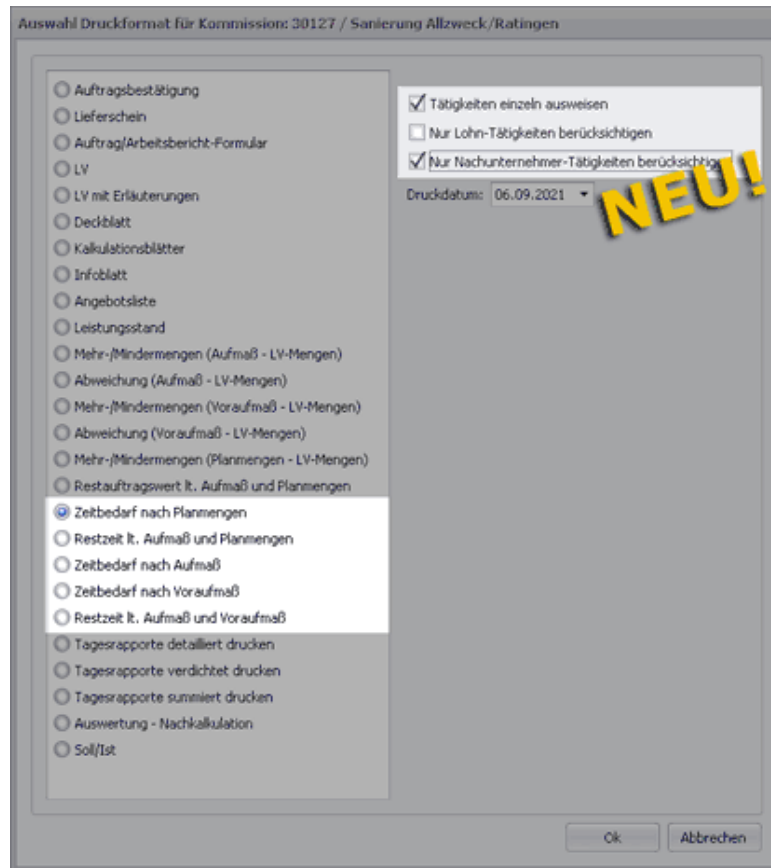 Auswahl Druckformat für Kommission: 30127 / Sanierung Allzweck/Ratingen
Auftragsbestätigung
Lieferschein
Auftrag/Arbeitsbericht-Formular
LV
LV mit Erläuterungen
Deckblatt
Kalkulationsblätter
Infoblatt
Angebotsliste
Leistungsstand
Mehr-/Mindermengen (Aufmaß - LV-Mengen)
Abweichung (Aufmaß - LV-Mengen)
Mehr-/Mindermengen (Voraufmaß - LV-Mengen)
Abweichung (Voraufmaß - LV-Mengen)
Mehr-/Mindermengen (Planmengen - LV-Mengen)
Restauftragswert lt. Aufmaß und Planmengen
Zeitbedarf nach Planmengen
Restzeit lt. Aufmaß und Planmengen
Zeitbedarf nach Aufmaß
Zeitbedarf nach Voraufmaß
Restzeit lt. Aufmaß und Voraufmaß
Tagesrapporte detailliert drucken
Tagesrapporte verdichtet drucken
Tagesrapporte summiert drucken
Auswertung - Nachkalkulation
Soll/Ist
Tätigkeiten einzeln ausweisen
Nur Lohn-Tätigkeiten berücksichtigen
Nur Nachunternehmer-Tätigkeiten berücksichtigen
Druckdatum: 06.09.2021
NEU!
Ok Abbrechen